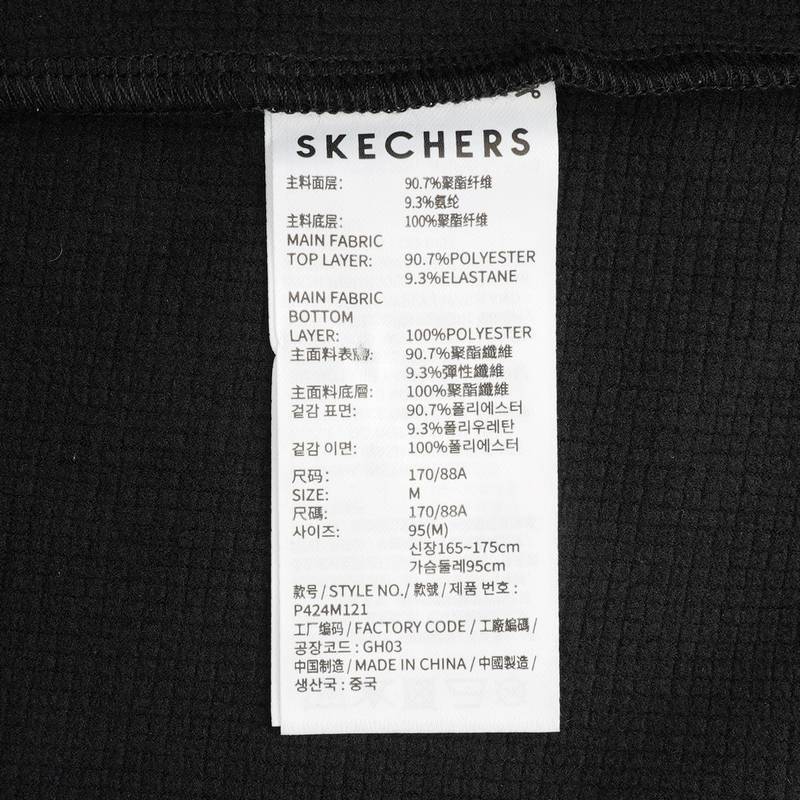 SKECHERS
主料面层: 90.7%聚酯纤维
9.3%氨纶
主料底层: 100%聚酯纤维
MAIN FABRIC
TOP LAYER: 90.7%POLYESTER
9.3%ELASTANE
MAIN FABRIC
BOTTOM
LAYER: 100%POLYESTER
主面料表層: 90.7%聚酯纖維
9.3%彈性纖維
主面料底層: 100%聚酯纖維
겉감 표면: 90.7%폴리에스터
9.3%폴리우레탄
겉감 이면: 100%폴리에스터
尺码: 170/88A
SIZE: M
尺碼: 170/88A
사이즈: 95(M)
신장165~175cm
가슴둘레95cm
款号 / STYLE NO./ 款號 / 제품 번호 :
P424M121
工厂编码 / FACTORY CODE / 工廠編碼 /
공장코드 : GH03
中国制造 / MADE IN CHINA / 中國製造 /
생산국 : 중국